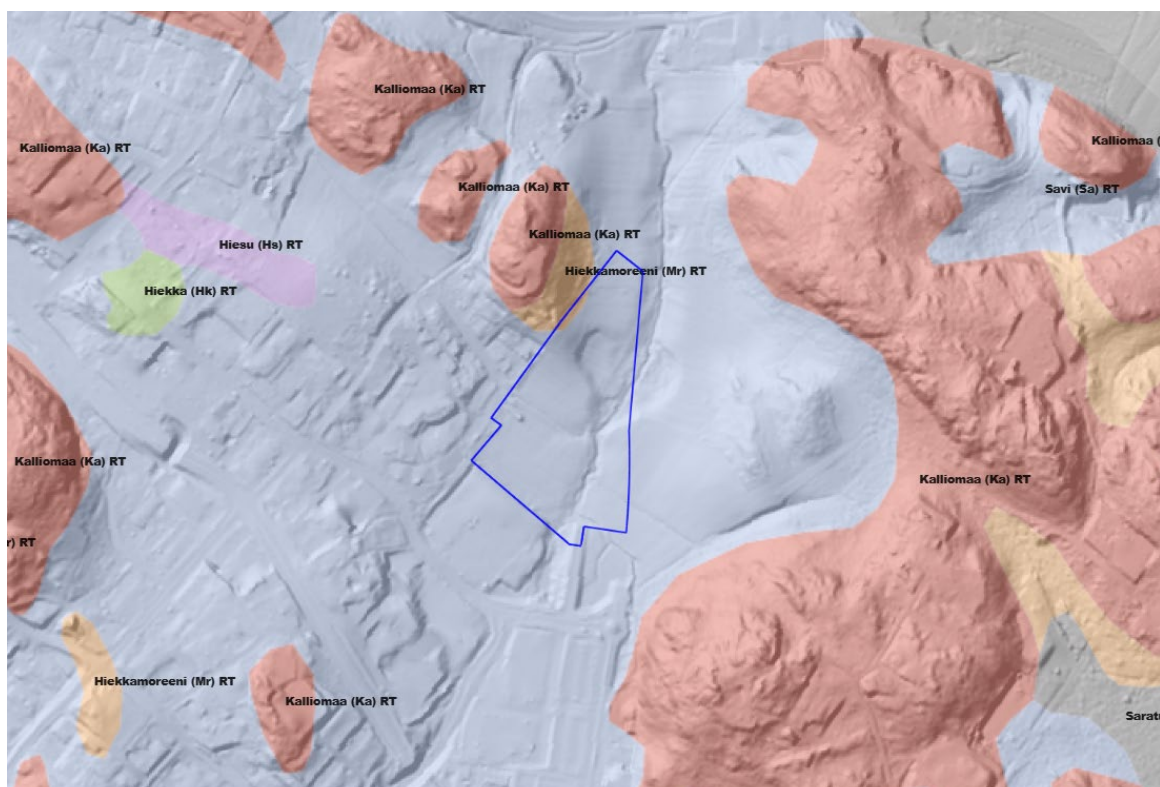 Kalliomaa (Ka) RT
Kalliomaa (
Kalliomaa (Ka) RT
Kalliomaa (Ka) RT
Savi (Sa) RT
Kalliomaa (Ka) RT
Hiesu (Hs) RT
Hiekkamoreeni (Mr) RT
Hiekka (Hk) RT
Kalliomaa (Ka) RT
Kalliomaa (Ka) RT
r) RT
Hiekkamoreeni (Mr) RT
Kalliomaa (Ka) RT
Saratu